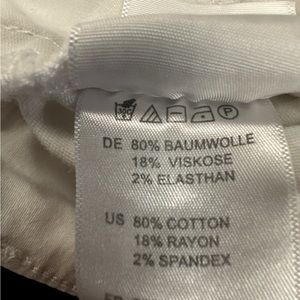 DE 80% BAUMWOLLE
18% VISKOSE
2% ELASTHAN
US 80% COTTON
18% RAYON
2% SPANDEX